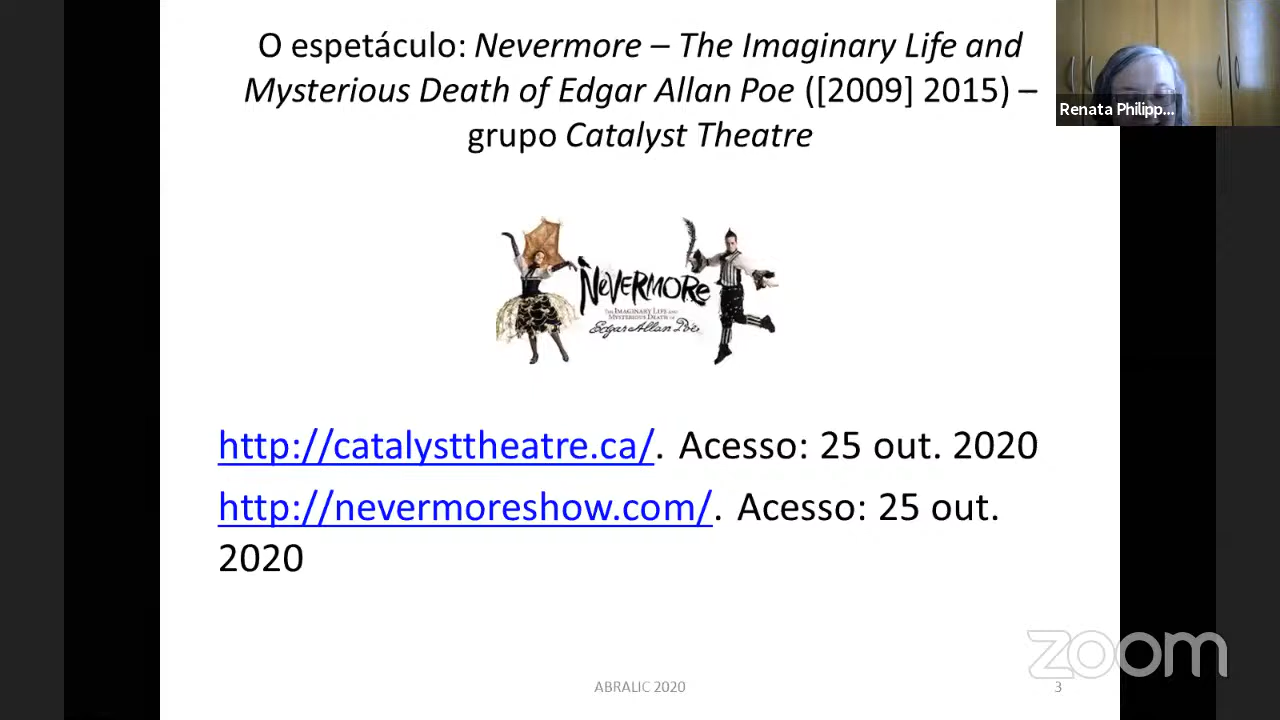 O espetáculo: Nevermore – The Imaginary Life and
Mysterious Death of Edgar Allan Poe ([2009] 2015) –
grupo Catalyst Theatre
Renata Philipp...
NEVERMORE
THE IMAGINARY LIFE AND
MYSTERIOUS DEATH OF
Edgar Allan Poe
http://catalysttheatre.ca/. Acesso: 25 out. 2020
http://nevermoreshow.com/. Acesso: 25 out.
2020
zoom
ABRALIC 2020
3